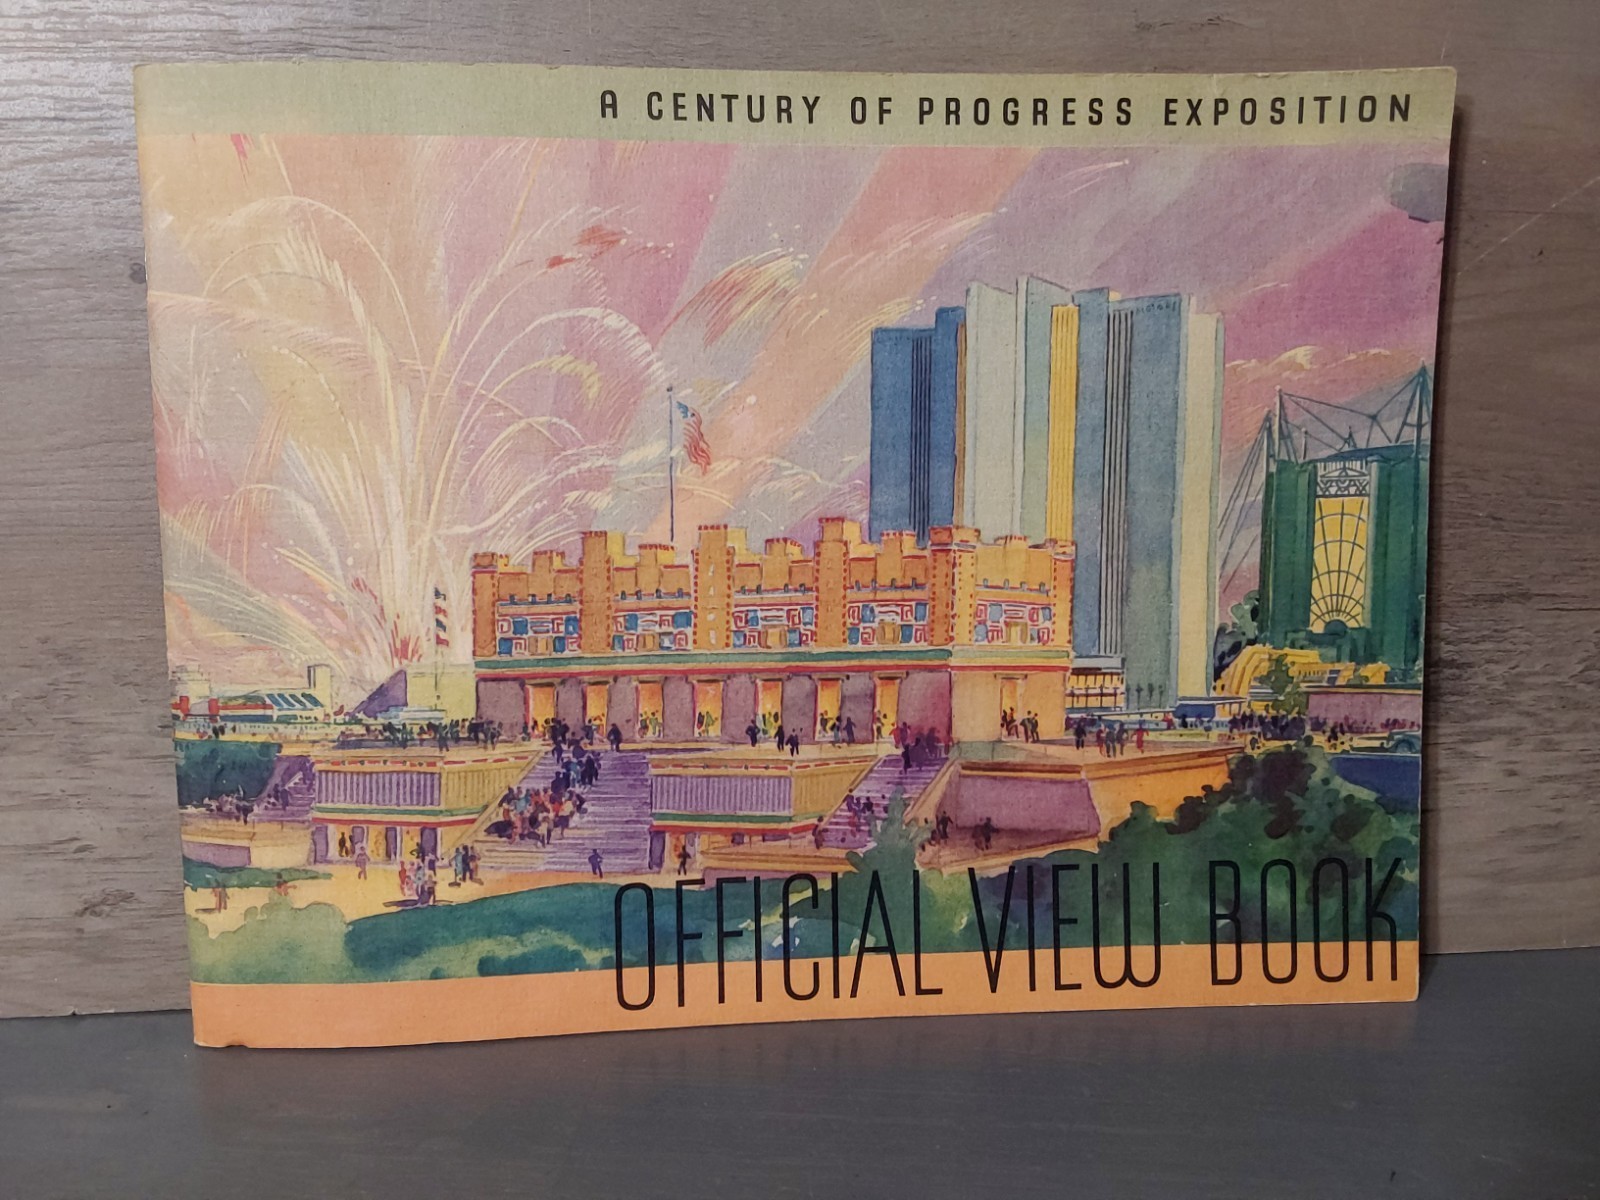 A CENTURY OF PROGRESS EXPOSITION
OFFICIAL VIEW BOOK